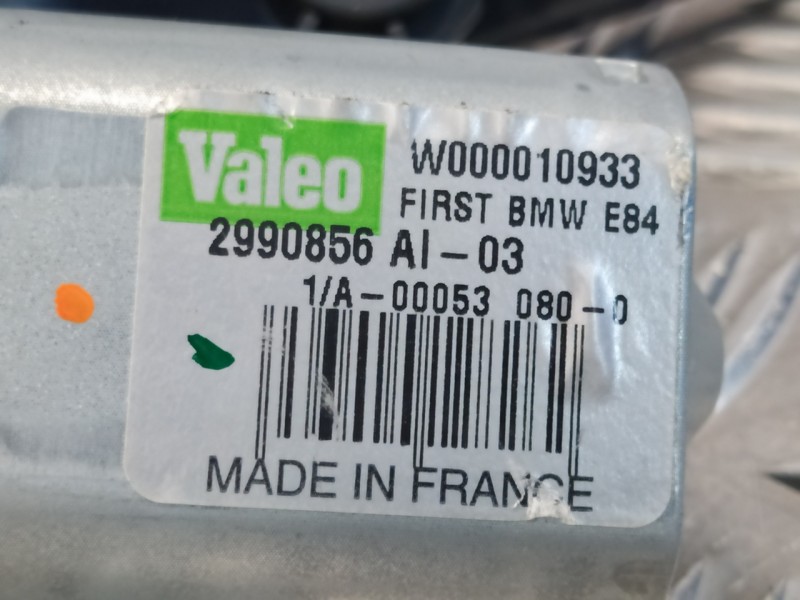 Valeo
W000010933
FIRST BMW E84
2990856 AI-03
1/A-00053 080-0
MADE IN FRANCE